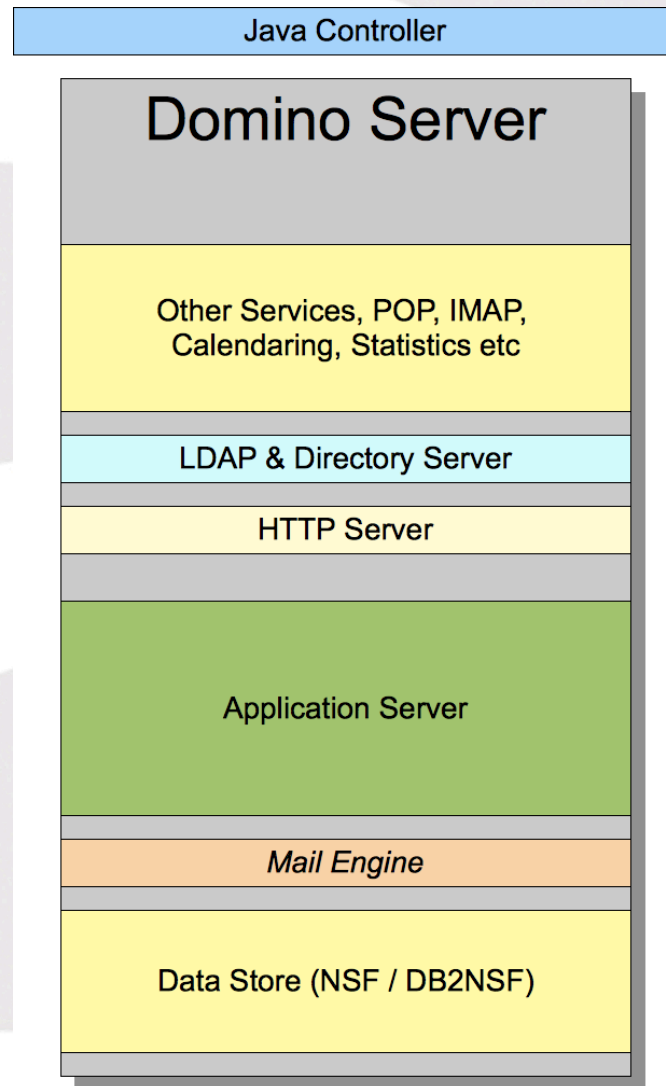 Java Controller
Domino Server
Other Services, POP, IMAP,
Calendaring, Statistics etc
LDAP & Directory Server
HTTP Server
Application Server
Mail Engine
Data Store (NSF / DB2NSF)